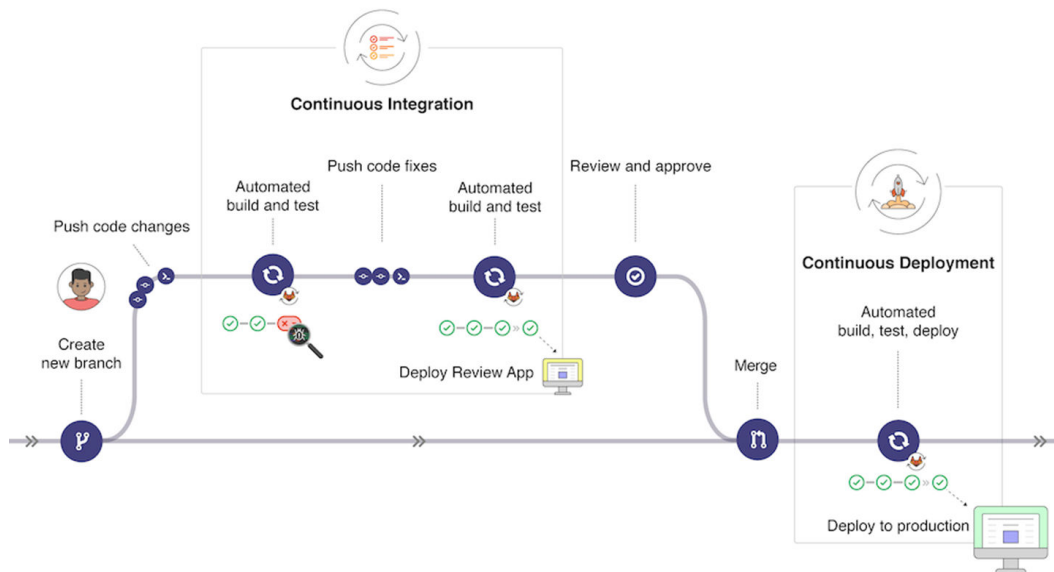 Continuous Integration
Push code fixes
Review and approve
Automated
build and test
Automated
build and test
Push code changes
Continuous Deployment
Automated
build, test, deploy
Create
new branch
Deploy Review App
Merge
Deploy to production